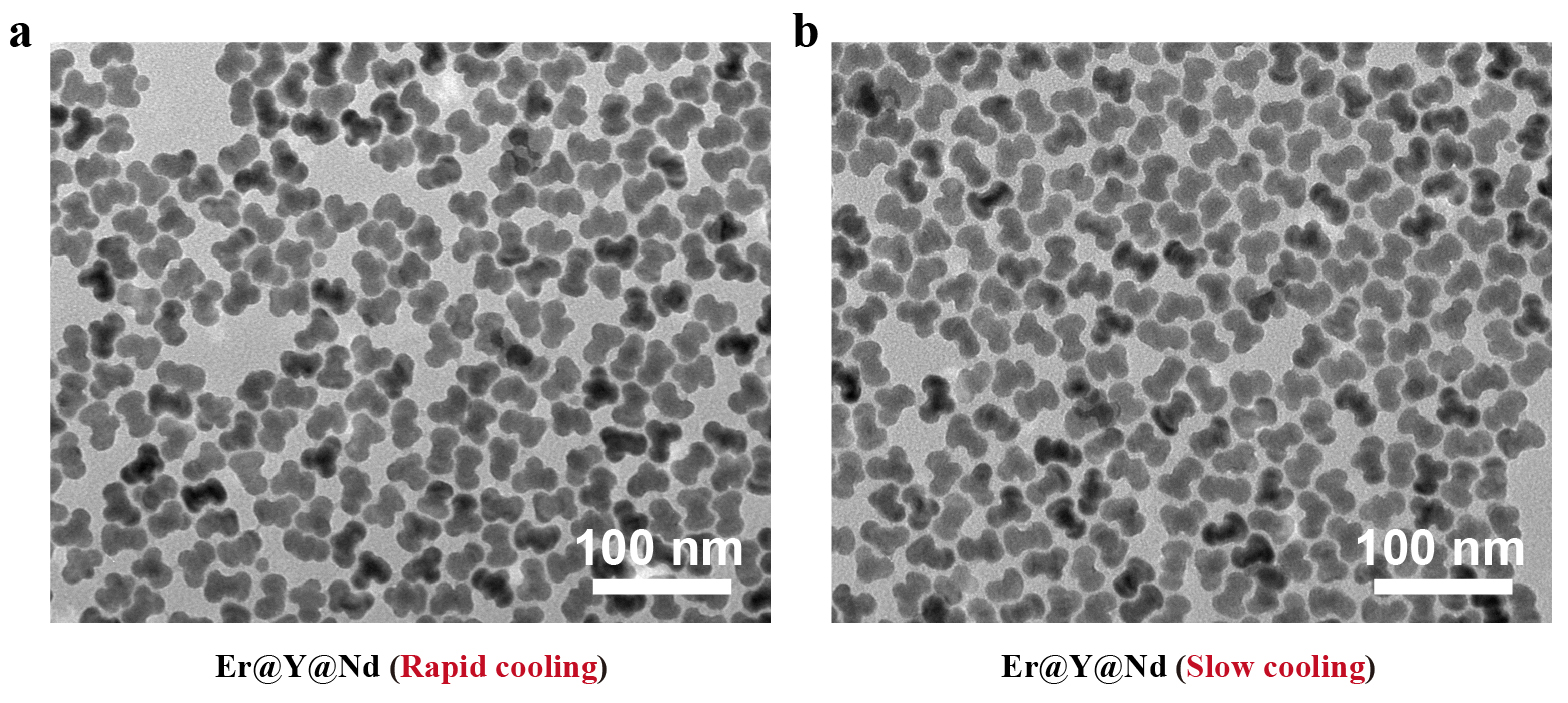 a
b
100 nm
100 nm
Er@Y@Nd (Rapid cooling)
Er@Y@Nd (Slow cooling)